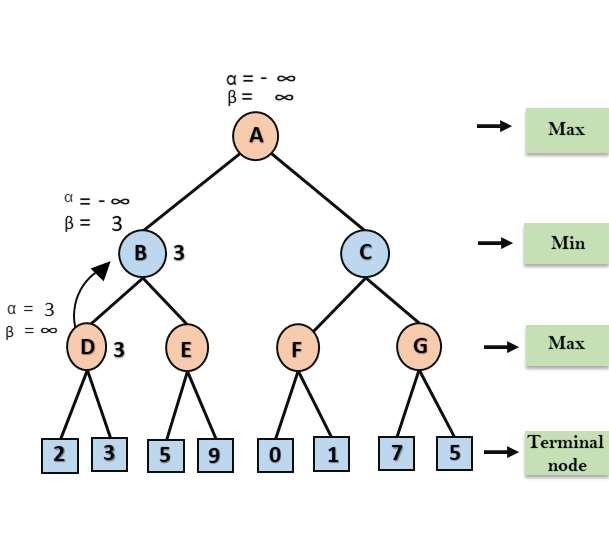 α = - ∞
β = ∞
A
Max
α = - ∞
β = 3
B 3
C
Min
α = 3
β = ∞
D 3
E
F
G
Max
2 3 5 9 0 1 7 5
Terminal
node